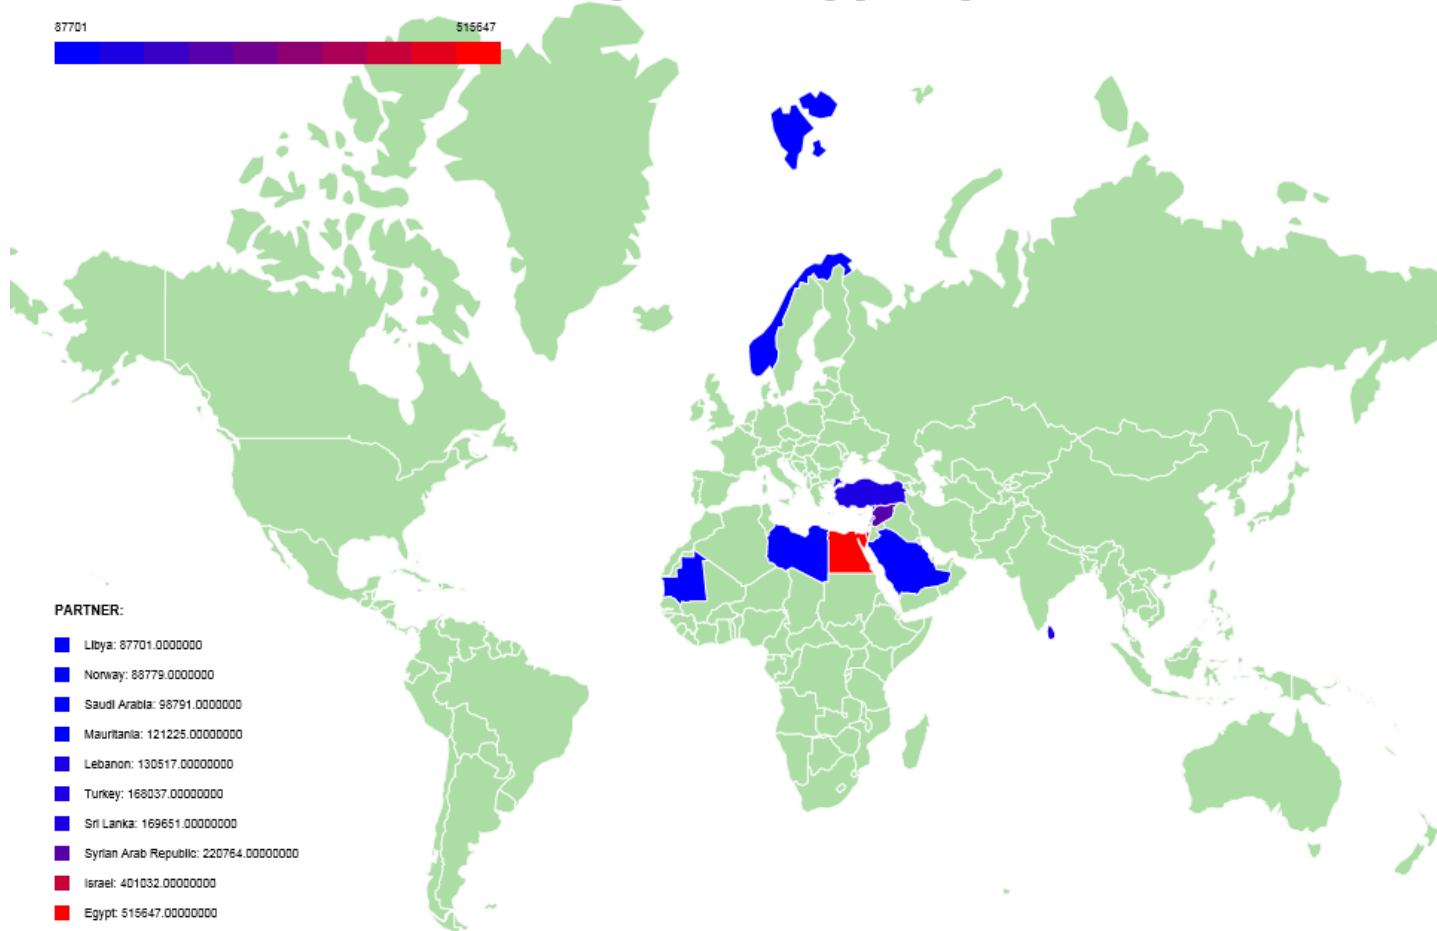 87701 515647
PARTNER:
Libya: 87701.0000000
Norway: 88779.0000000
Saudi Arabia: 98791.0000000
Mauritania: 121225.00000000
Lebanon: 130517.00000000
Turkey: 168037.00000000
Sri Lanka: 169651.00000000
Syrian Arab Republic: 220764.00000000
Israel: 401032.00000000
Egypt: 515647.00000000